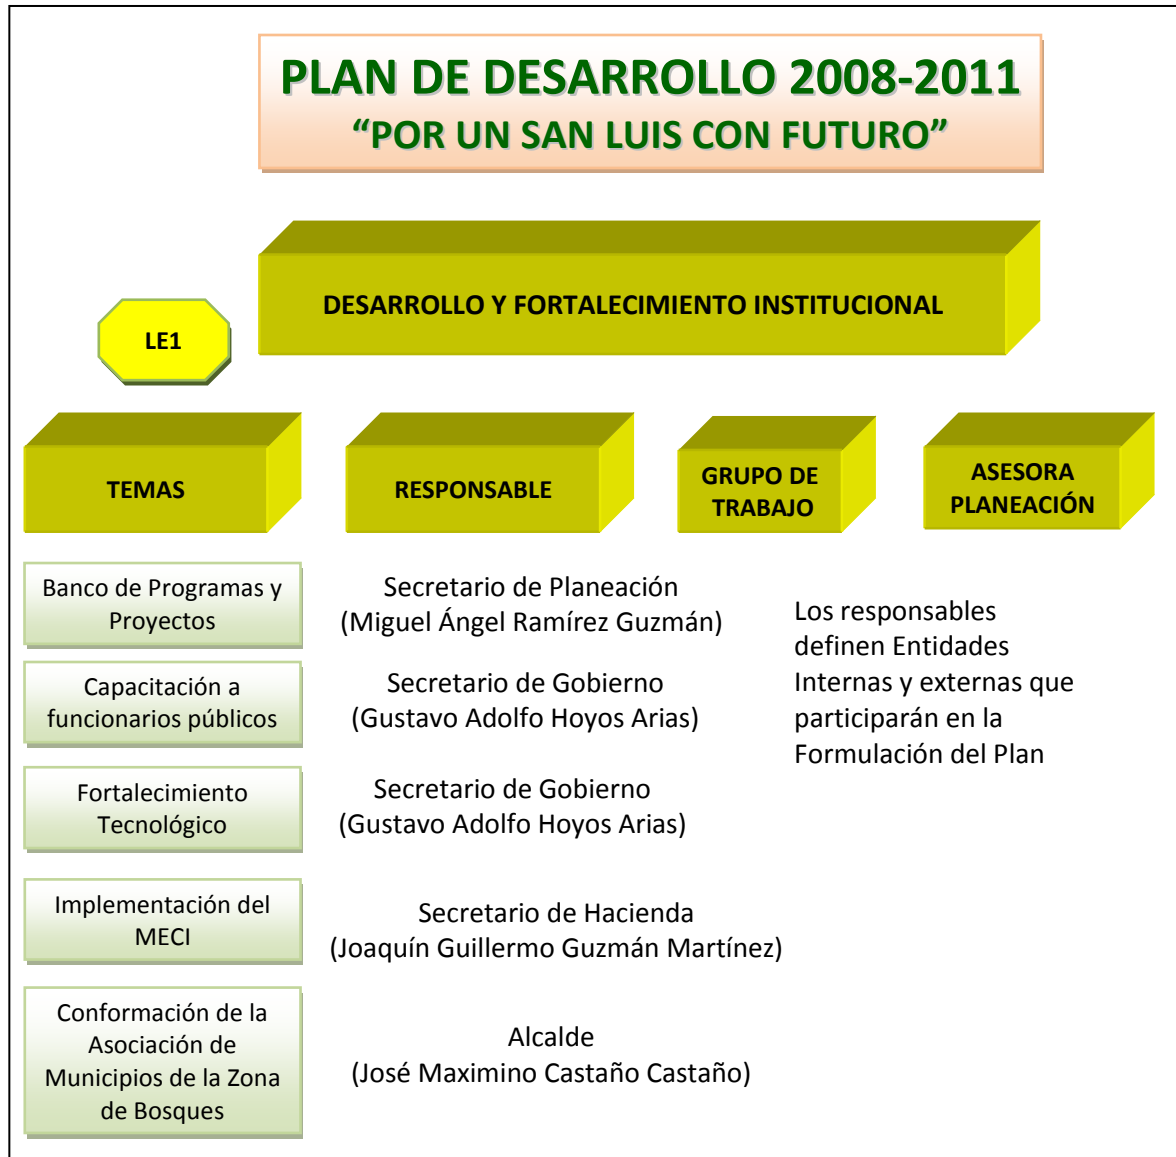 PLAN DE DESARROLLO 2008-2011
“POR UN SAN LUIS CON FUTURO”
DESARROLLO Y FORTALECIMIENTO INSTITUCIONAL
LE1
TEMAS
RESPONSABLE
GRUPO DE
TRABAJO
ASESORA
PLANEACIÓN
Banco de Programas y
Proyectos
Secretario de Planeación
(Miguel Ángel Ramírez Guzmán)
Los responsables
definen Entidades
Internas y externas que
participarán en la
Formulación del Plan
Capacitación a
funcionarios públicos
Secretario de Gobierno
(Gustavo Adolfo Hoyos Arias)
Fortalecimiento
Tecnológico
Secretario de Gobierno
(Gustavo Adolfo Hoyos Arias)
Implementación del
MECI
Secretario de Hacienda
(Joaquín Guillermo Guzmán Martínez)
Conformación de la
Asociación de
Municipios de la Zona
de Bosques
Alcalde
(José Maximino Castaño Castaño)